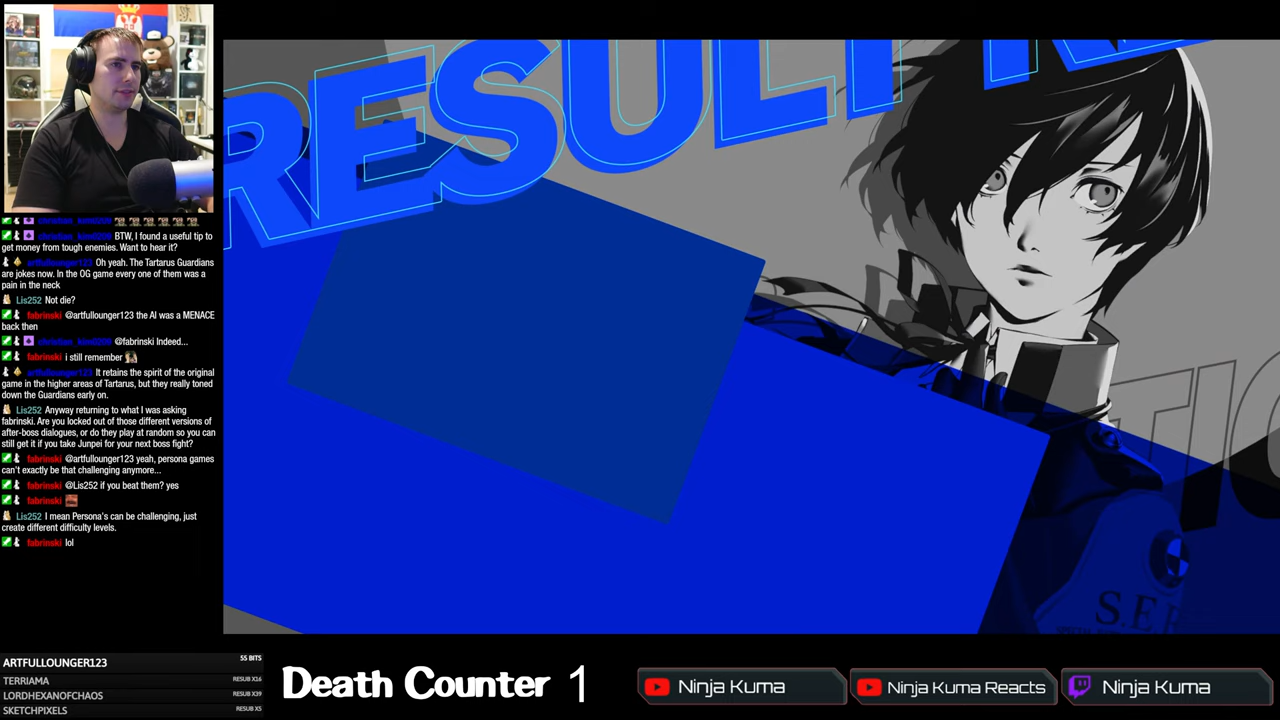 RESULT
BTW, I found a useful tip to
get money from tough enemies. Want to hear it?
artfullounger123 Oh yeah. The Tartarus Guardians
are jokes now. In the OG game every one of them was a
pain in the neck
Lis252 Not die?
fabrinski @artfullounger123 the AI was a MENACE
back then
@fabrinski Indeed...
fabrinski i still remember
artfullounger123 It retains the spirit of the original
game in the higher areas of Tartarus, but they really toned
down the Guardians early on.
Lis252 Anyway returning to what I was asking
fabrinski. Are you locked out of those different versions of
after-boss dialogues, or do they play at random so you can
still get it if you take Junpei for your next boss fight?
fabrinski @artfullounger123 yeah, persona games
can't exactly be that challenging anymore...
fabrinski @Lis252 if you beat them? yes
fabrinski
Lis252 I mean Persona's can be challenging, just
create different difficulty levels.
fabrinski lol
S.E.E
ARTFULLOUNGER123 55 BITS
TERRIAMA RESUB X16
LORDHEXANOFCHAOS RESUB X39
SKETCHPIXELS RESUB X5
Death Counter 1
Ninja Kuma
Ninja Kuma Reacts
Ninja Kuma